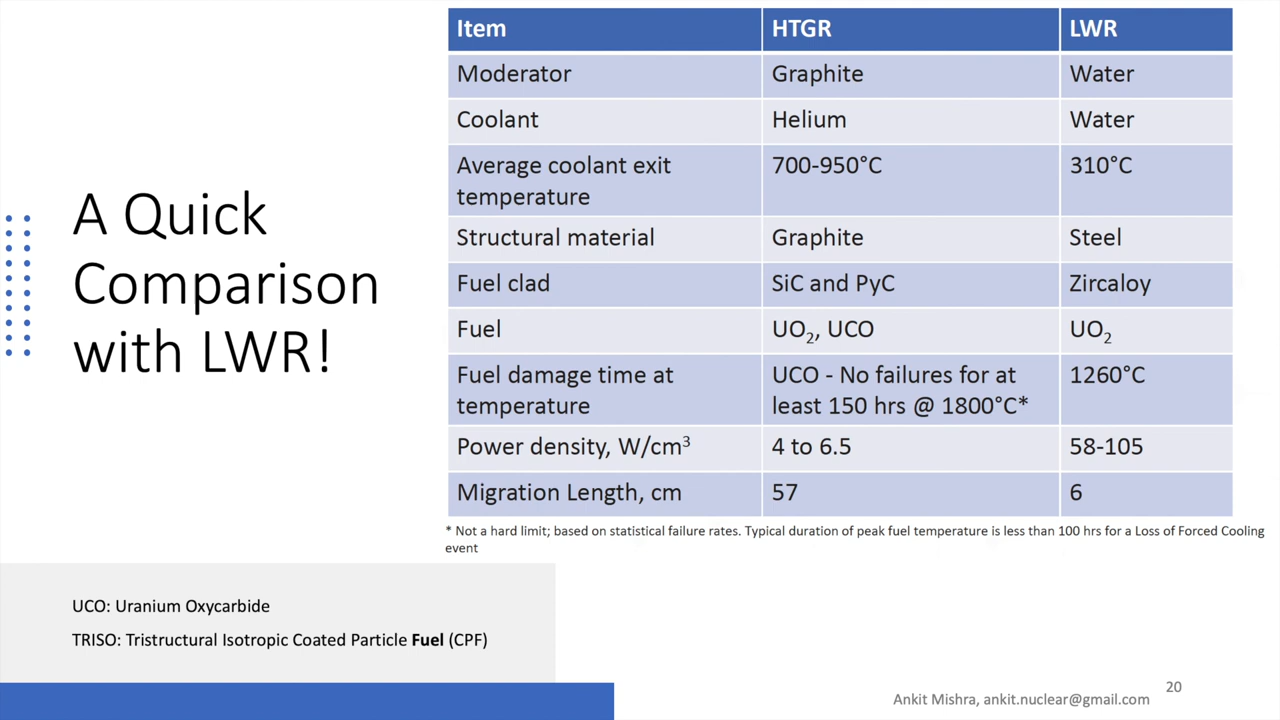 A Quick
Comparison
with LWR!
Item HTGR LWR
Moderator Graphite Water
Coolant Helium Water
Average coolant exit 700-950°C 310°C
temperature
Structural material Graphite Steel
Fuel clad SiC and PyC Zircaloy
Fuel UO₂, UCO UO₂
Fuel damage time at UCO - No failures for at 1260°C
temperature least 150 hrs @ 1800°C*
Power density, W/cm³ 4 to 6.5 58-105
Migration Length, cm 57 6
* Not a hard limit; based on statistical failure rates. Typical duration of peak fuel temperature is less than 100 hrs for a Loss of Forced Cooling
event
UCO: Uranium Oxycarbide
TRISO: Tristructural Isotropic Coated Particle Fuel (CPF)
Ankit Mishra, ankit.nuclear@gmail.com
20